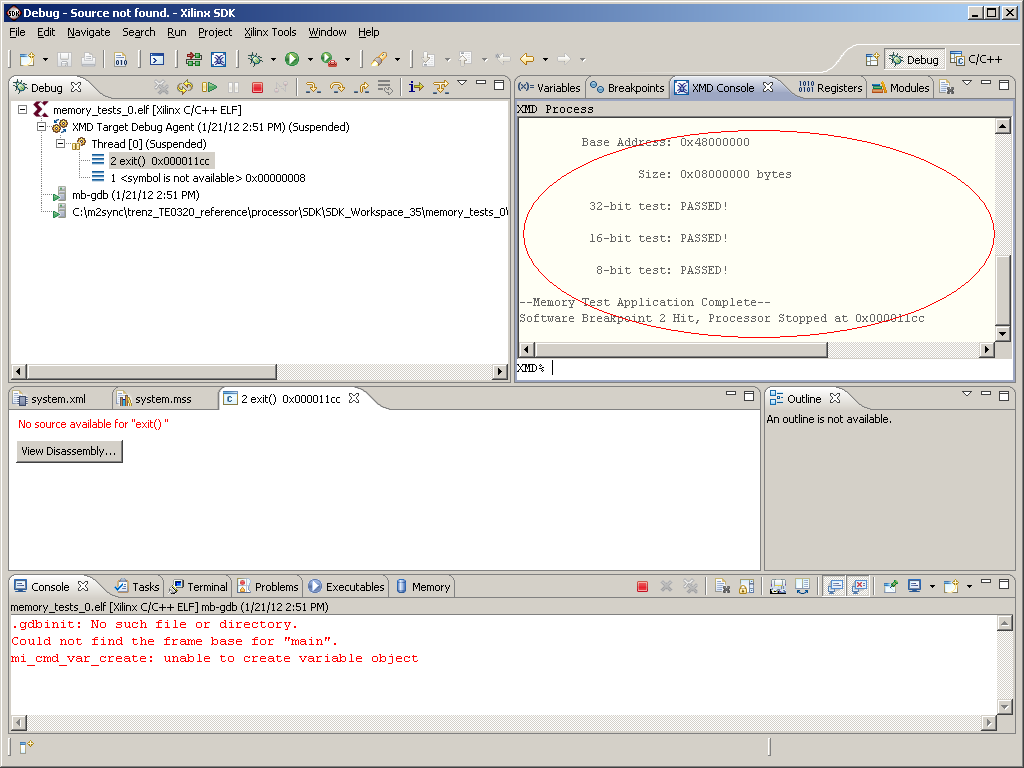 Debug - Source not found. - Xilinx SDK
File Edit Navigate Search Run Project Xilinx Tools Window Help
Debug C/C++
Debug
memory_tests_0.elf [Xilinx C/C++ ELF]
XMD Target Debug Agent (1/21/12 2:51 PM) (Suspended)
Thread [0] (Suspended)
2 exit() 0x000011cc
1 <symbol is not available> 0x00000008
mb-gdb (1/21/12 2:51 PM)
C:\m2sync\trenz_TE0320_reference\processor\SDK\SDK_Workspace_35\memory_tests_0\
(x)= Variables Breakpoints XMD Console Registers Modules
XMD Process
Base Address: 0x48000000
Size: 0x08000000 bytes
32-bit test: PASSED!
16-bit test: PASSED!
8-bit test: PASSED!
--Memory Test Application Complete--
Software Breakpoint 2 Hit, Processor Stopped at 0x000011cc
XMD%
system.xml system.mss 2 exit() 0x000011cc
No source available for "exit() "
View Disassembly...
Outline
An outline is not available.
Console Tasks Terminal Problems Executables Memory
memory_tests_0.elf [Xilinx C/C++ ELF] mb-gdb (1/21/12 2:51 PM)
.gdbinit: No such file or directory.
Could not find the frame base for "main".
mi_cmd_var_create: unable to create variable object